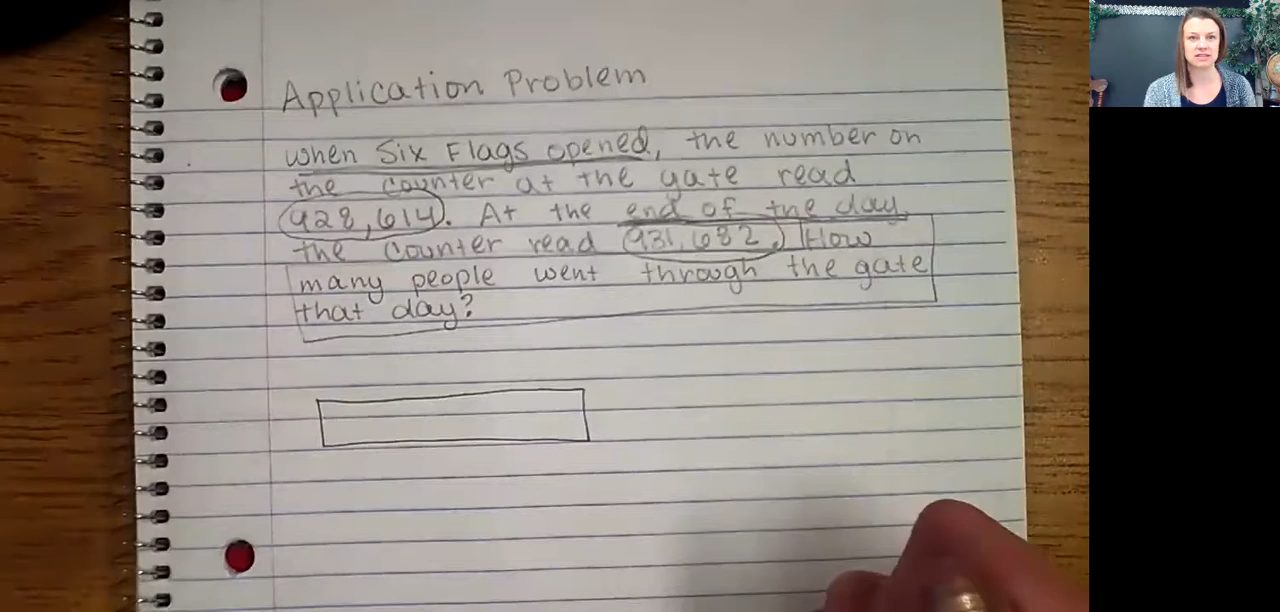 Application Problem
when Six Flags opened, the number on
the counter at the gate read
928,614. At the end of the day
the counter read 931,682. How
many people went through the gate
that day?